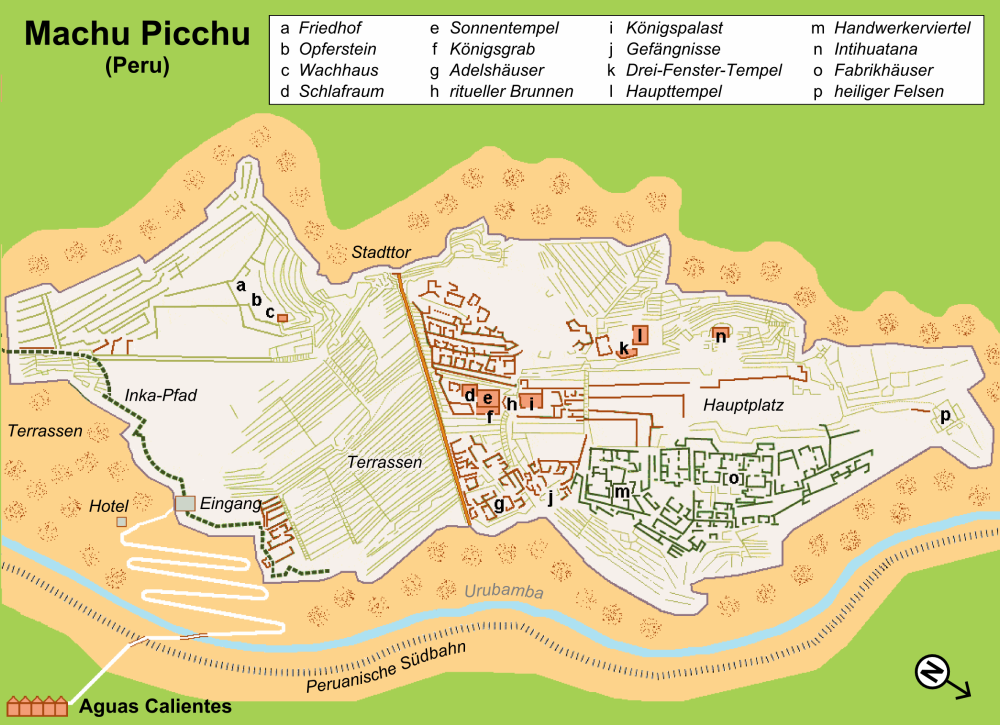 Machu Picchu
(Peru)
a Friedhof
b Opferstein
c Wachhaus
d Schlafraum
e Sonnentempel
f Königsgrab
g Adelshäuser
h ritueller Brunnen
i Königspalast
j Gefängnisse
k Drei-Fenster-Tempel
l Haupttempel
m Handwerkerviertel
n Intihuatana
o Fabrikhäuser
p heiliger Felsen
Stadttor
a
b
c
l
n
k
Inka-Pfad
d
e
h
i
Hauptplatz
f
p
Terrassen
Terrassen
o
m
j
g
Hotel
Eingang
Urubamba
Peruanische Südbahn
N
Aguas Calientes